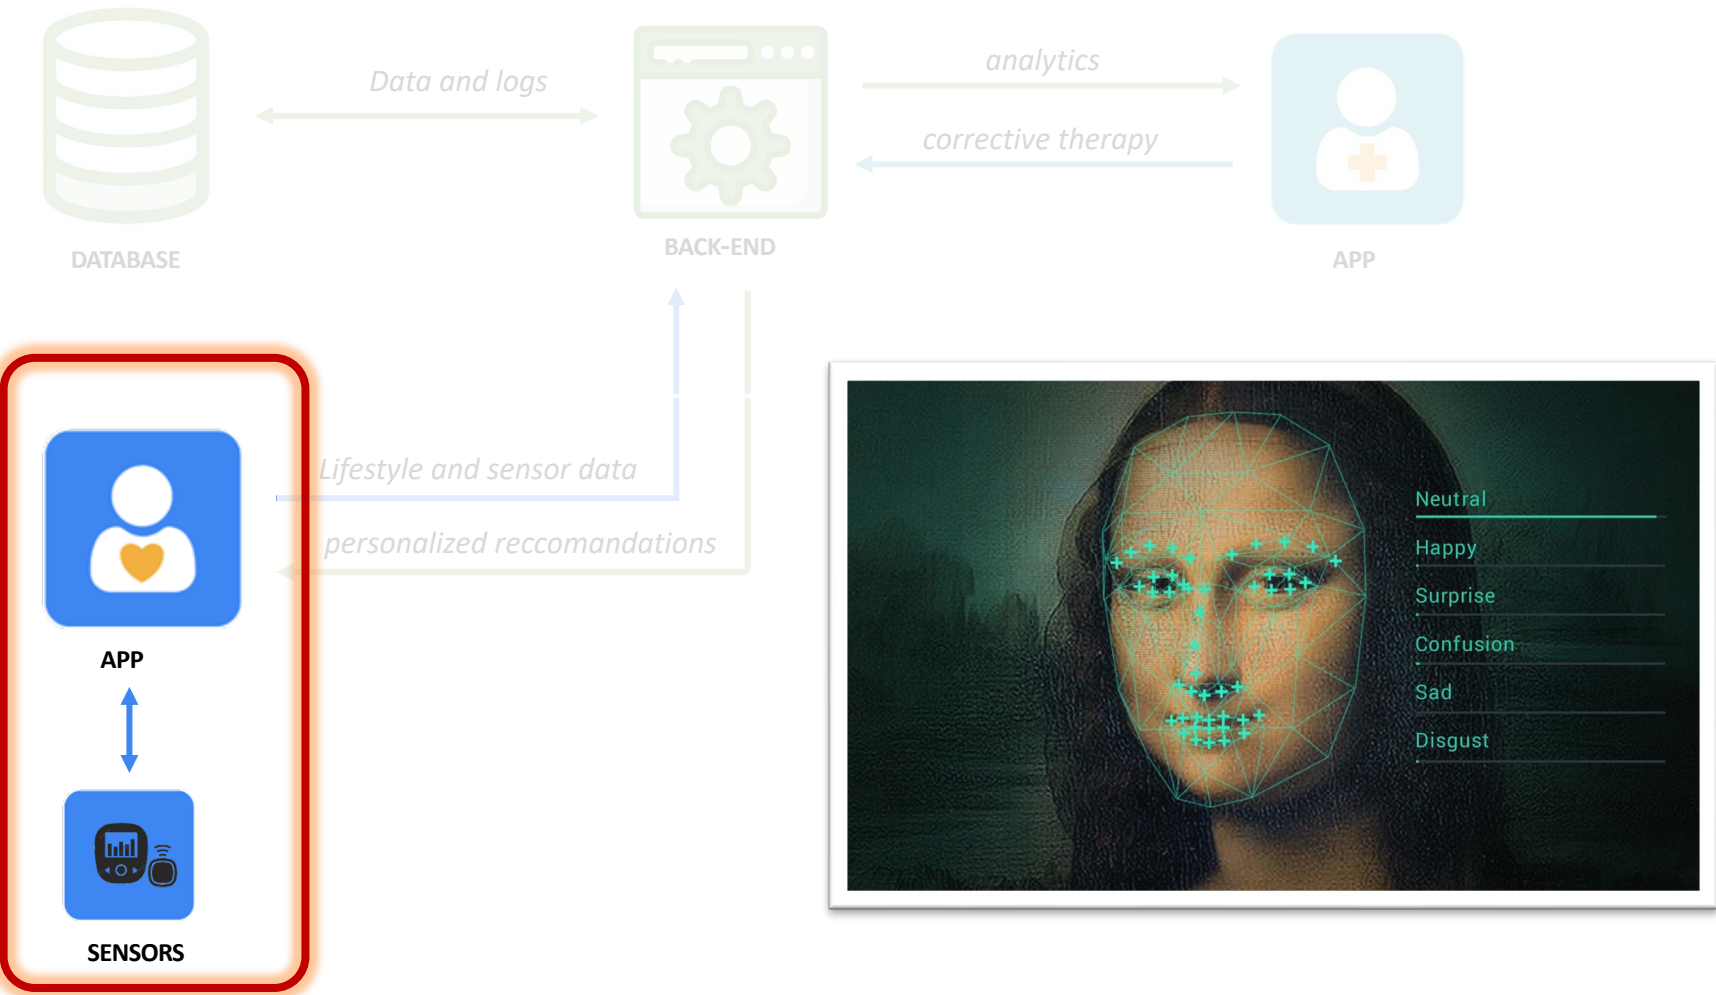 Data and logs
analytics
corrective therapy
DATABASE
BACK-END
APP
Lifestyle and sensor data
personalized reccomandations
APP
SENSORS
Neutral
Happy
Surprise
Confusion
Sad
Disgust